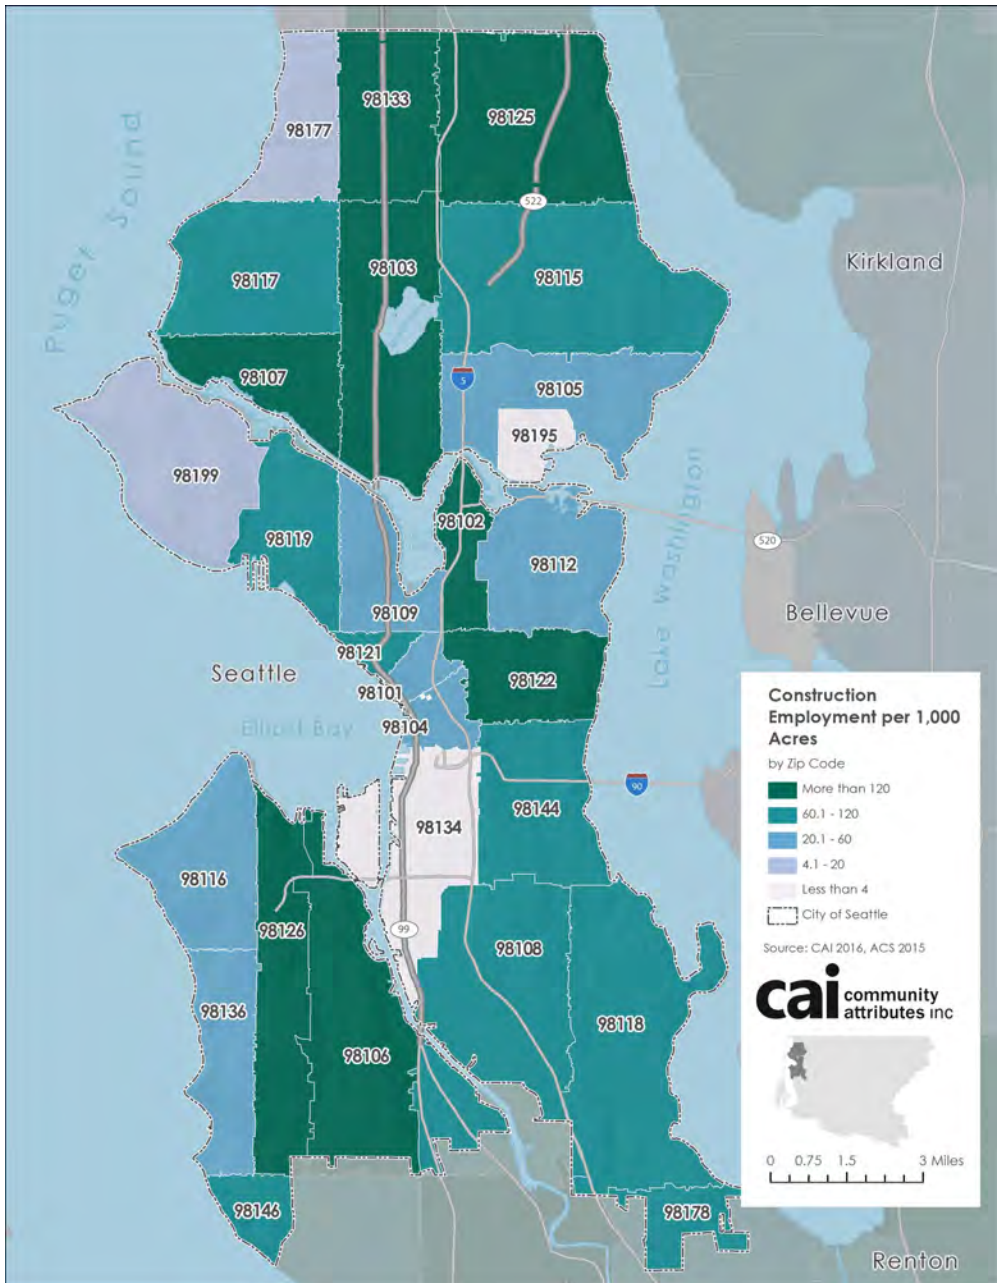 98133
98125
98177
Puget Sound
522
98103
Kirkland
98117
98115
98107
5
98105
98195
98199
98102
98119
520
98112
Lake Washington
98109
Bellevue
98121
Seattle
98122
98101
98104
Elliott Bay
90
98144
98134
98116
99
98126
98108
98136
98118
98106
98146
98178
Renton
Construction
Employment per 1,000
Acres
by Zip Code
More than 120
60.1 - 120
20.1 - 60
4.1 - 20
Less than 4
City of Seattle
Source: CAI 2016, ACS 2015
cai community
attributes inc
0 0.75 1.5 3 Miles